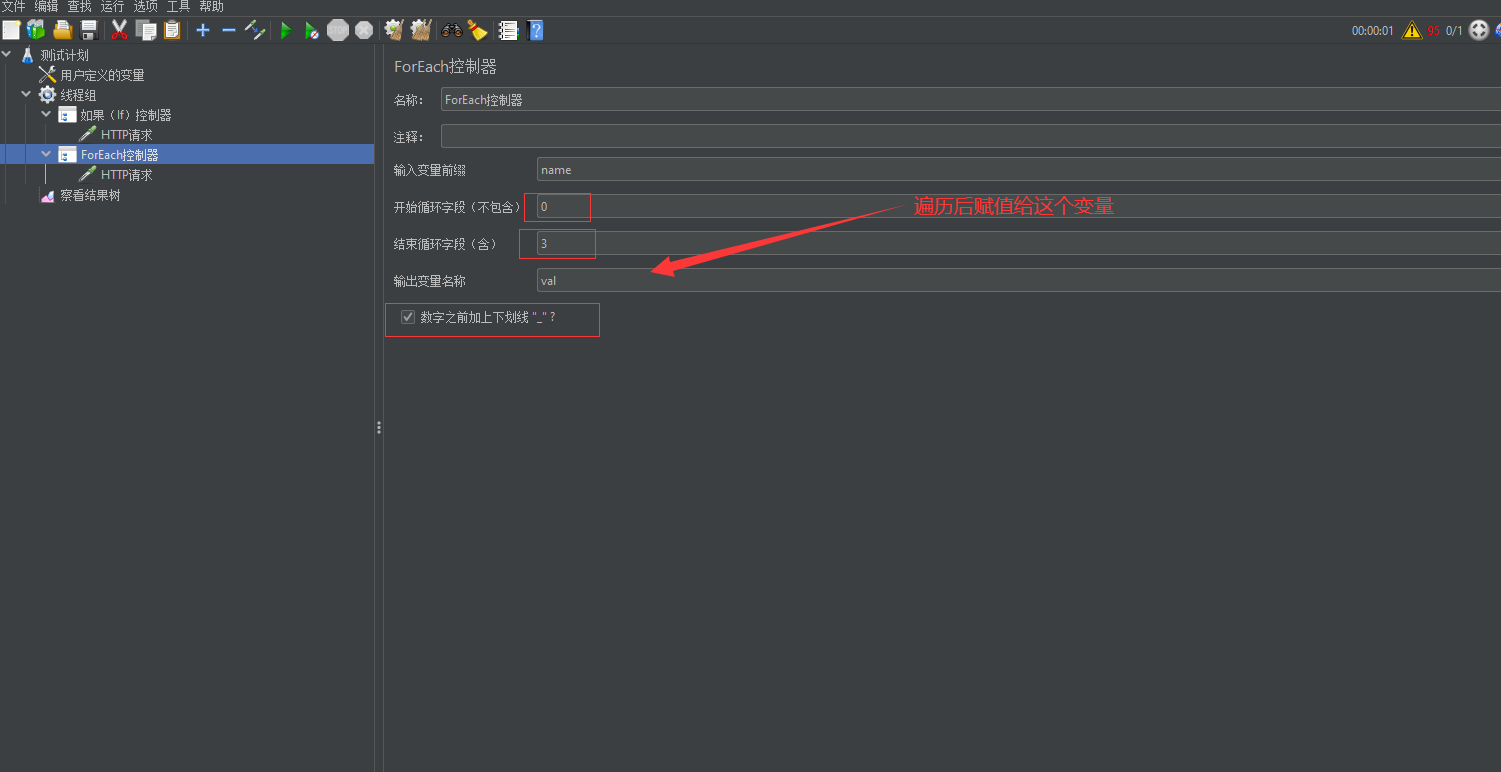 文件 编辑 查找 运行 选项 工具 帮助
STOP 00:00:01 95 0/1
测试计划
用户定义的变量
线程组
如果（If）控制器
HTTP请求
ForEach控制器
HTTP请求
察看结果树
ForEach控制器
名称： ForEach控制器
注释：
输入变量前缀 name
开始循环字段（不包含） 0
遍历后赋值给这个变量
结束循环字段（含） 3
输出变量名称 val
数字之前加上下划线 "_" ?